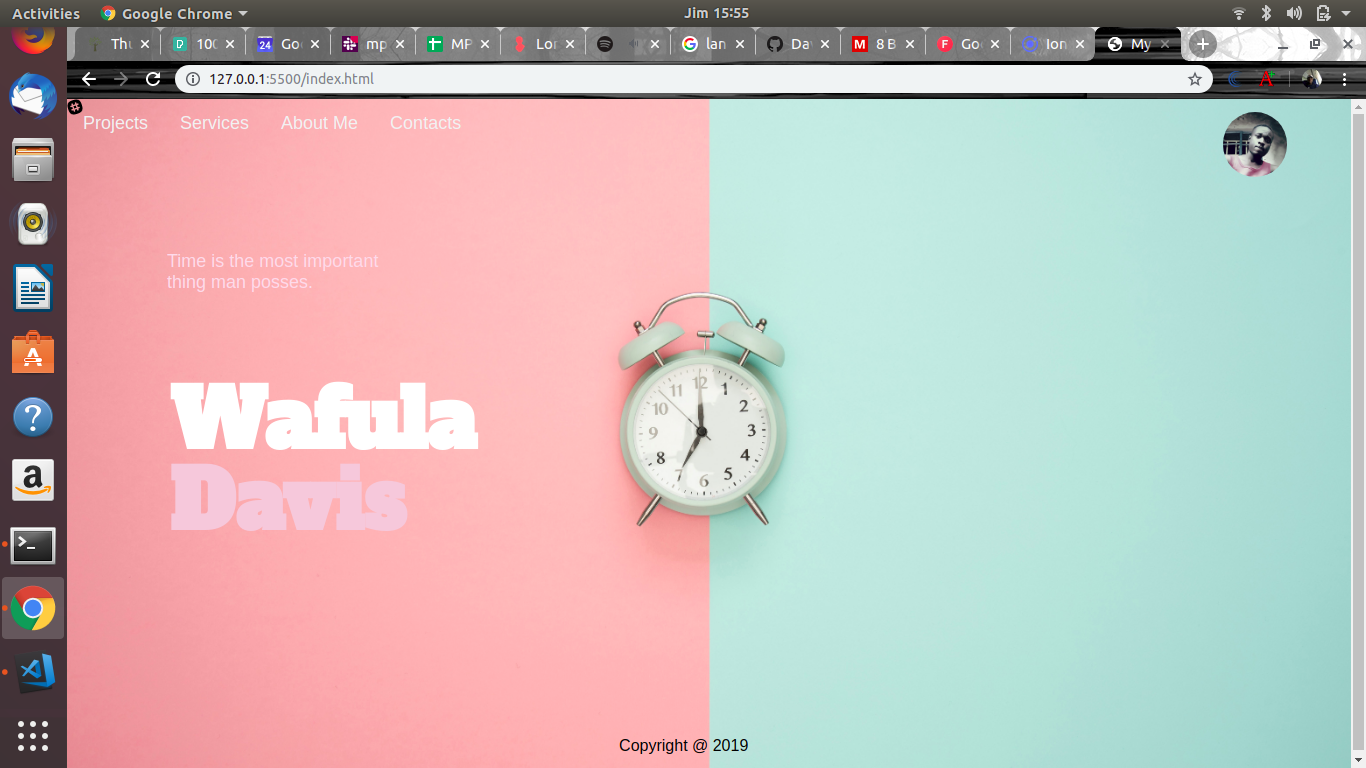 Activities Google Chrome Jim 15:55
Thu 100 24 Goo mp MP Lor lan Dav M 8 B F Goo Ion My
127.0.0.1:5500/index.html
Projects Services About Me Contacts
Time is the most important
thing man posses.
Wafula
Davis
12
11 1
10 2
9 3
8 4
7 5
6
Copyright @ 2019